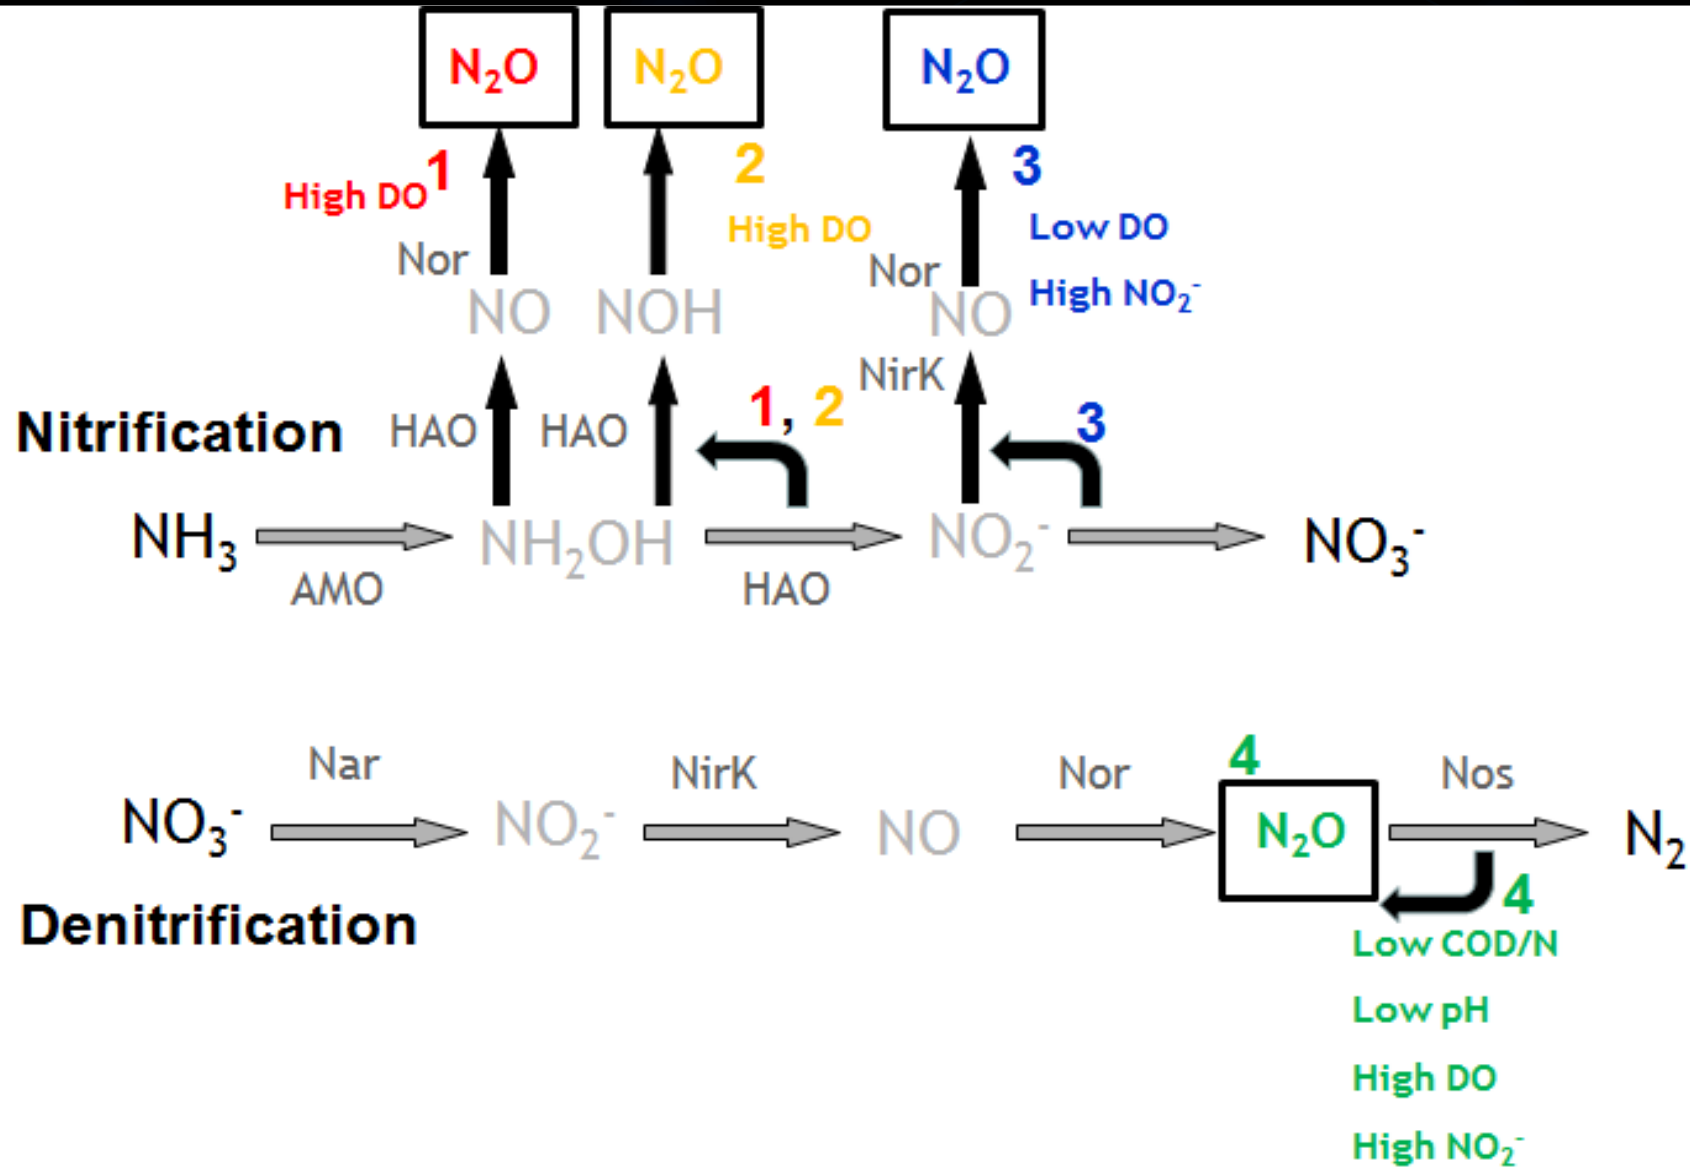 N₂O N₂O N₂O
1 2 3
High DO High DO Low DO
Nor Nor High NO₂⁻
NO NOH NO
NirK
1, 2 3
Nitrification HAO HAO
NH₃ NH₂OH NO₂⁻ NO₃⁻
AMO HAO
4
Nar NirK Nor Nos
NO₃⁻ NO₂⁻ NO N₂O N₂
4
Denitrification
Low COD/N
Low pH
High DO
High NO₂⁻